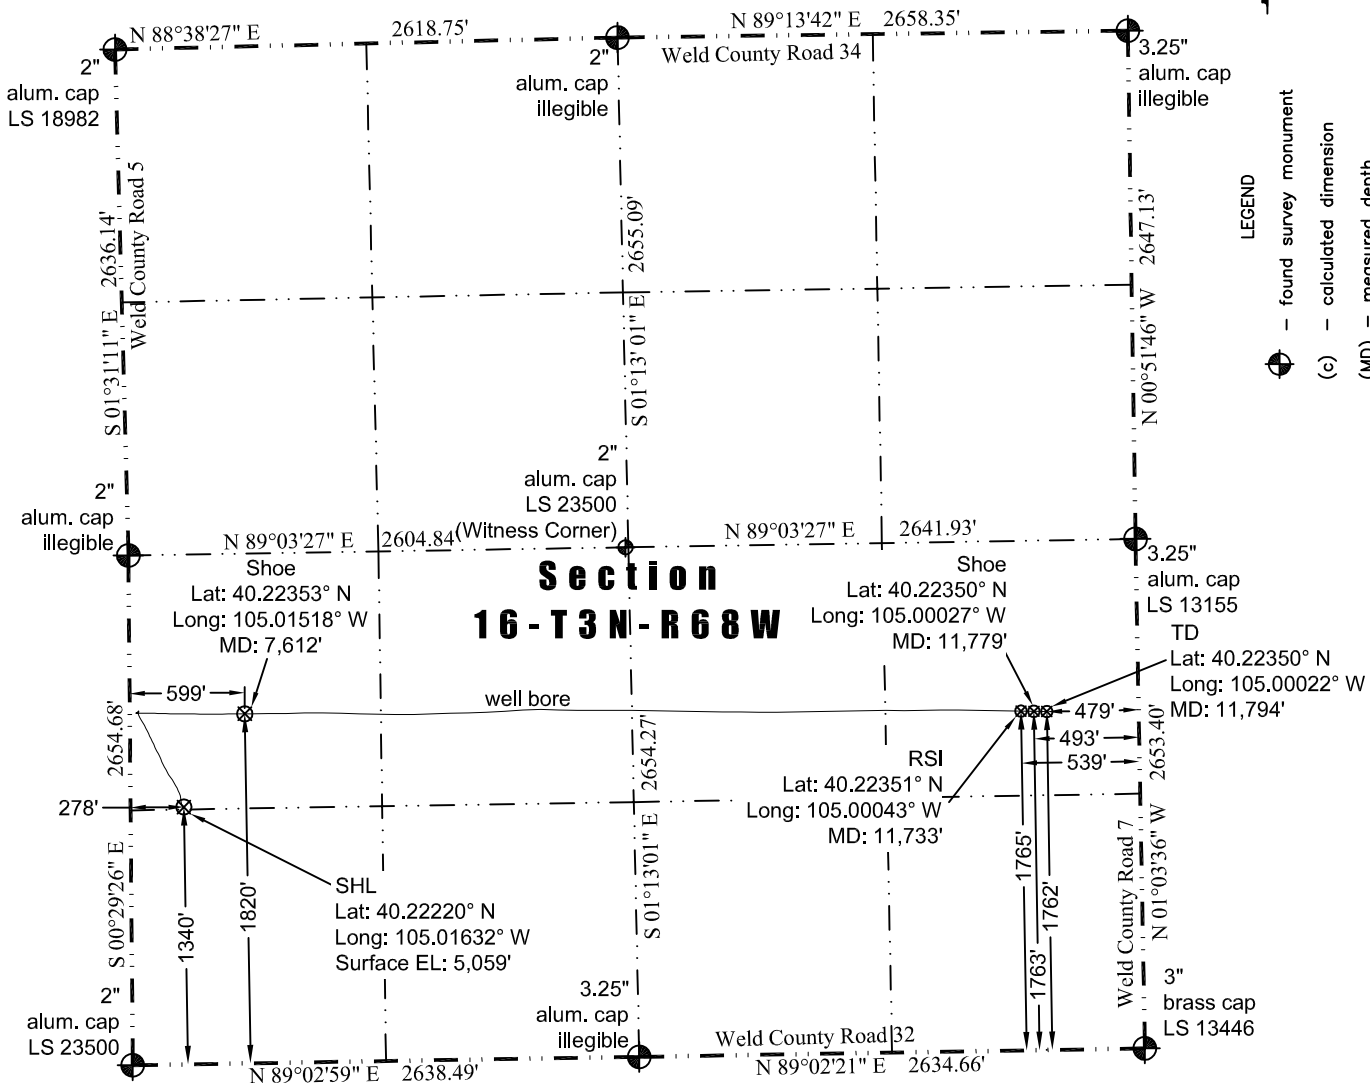 N 88°38'27" E 2618.75'
N 89°13'42" E 2658.35'
Weld County Road 34
2"
alum. cap
LS 18982
2"
alum. cap
illegible
3.25"
alum. cap
illegible
Weld County Road 5
S 01°31'11" E 2636.14'
S 01°13' 01" E 2655.09'
N 00°51'46" W 2647.13'
LEGEND
– found survey monument
(c) – calculated dimension
(MD) – measured depth
2"
alum. cap
illegible
2"
alum. cap
LS 23500
(Witness Corner)
N 89°03'27" E 2604.84'
N 89°03'27" E 2641.93'
3.25"
alum. cap
LS 13155
Section
16-T3N-R68W
Shoe
Lat: 40.22353° N
Long: 105.01518° W
MD: 7,612'
Shoe
Lat: 40.22350° N
Long: 105.00027° W
MD: 11,779'
TD
Lat: 40.22350° N
Long: 105.00022° W
MD: 11,794'
599'
well bore
479'
493'
539'
RSI
Lat: 40.22351° N
Long: 105.00043° W
MD: 11,733'
278'
S 00°29'26" E 2654.68'
S 01°13'01" E 2654.27'
N 01°03'36" W 2653.40'
Weld County Road 7
1340'
1820'
1765'
1763'
1762'
SHL
Lat: 40.22220° N
Long: 105.01632° W
Surface EL: 5,059'
2"
alum. cap
LS 23500
3.25"
alum. cap
illegible
3"
brass cap
LS 13446
Weld County Road 32
N 89°02'59" E 2638.49'
N 89°02'21" E 2634.66'